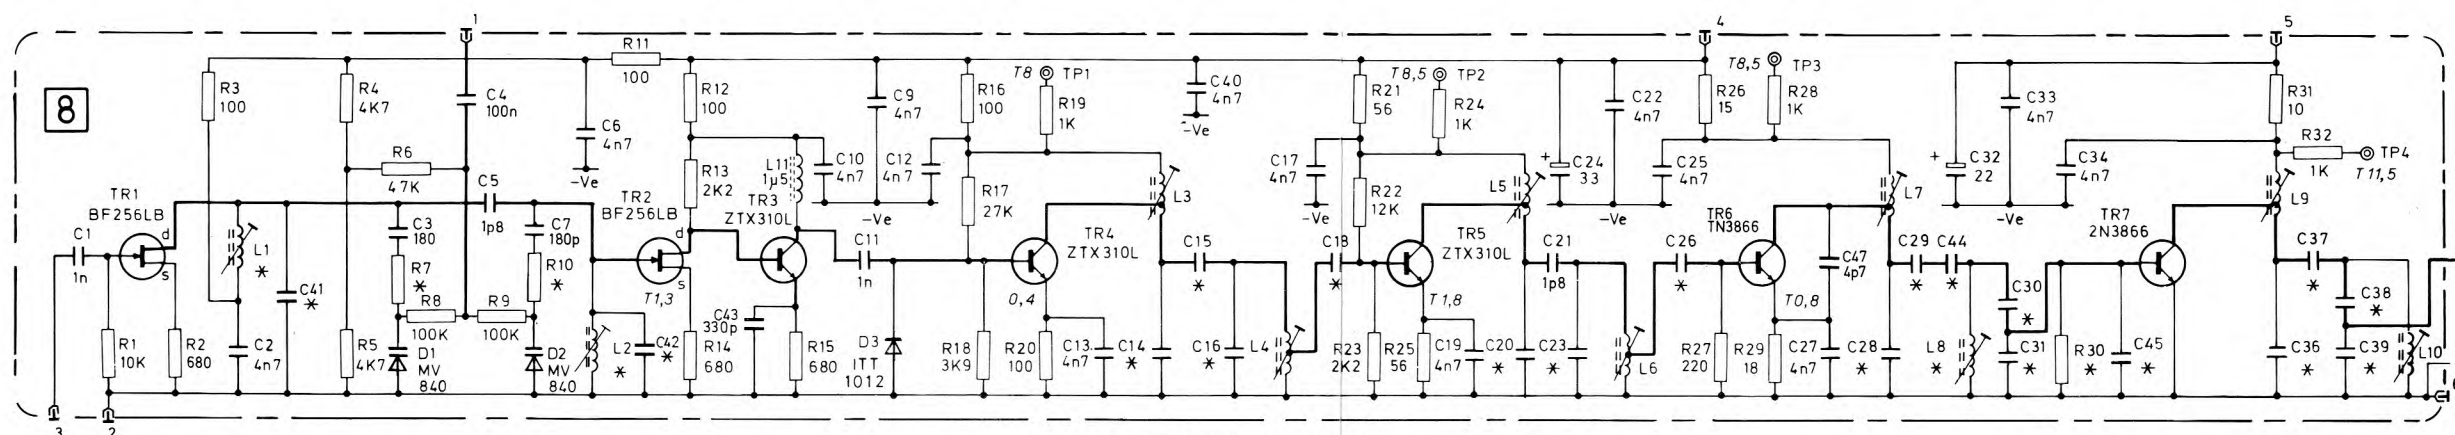 1
4
5
8
R11
100
R3
100
R4
4K7
C4
100n
R12
100
C9
4n7
R16
100
T8
TP1
R19
1K
C40
4n7
-Ve
R21
56
T8,5
TP2
R24
1K
C22
4n7
R26
15
T8,5
TP3
R28
1K
C33
4n7
R31
10
R32
1K
TP4
T11,5
C6
4n7
-Ve
R6
47K
R13
2K2
L11
1µ5
C10
4n7
C12
4n7
-Ve
R17
27K
L3
C17
4n7
-Ve
R22
12K
L5
+
C24
33
-Ve
C25
4n7
L7
+
C32
22
-Ve
C34
4n7
L9
TR1
BF256LB
d
s
C1
1n
L1
*
C41
*
C3
180
R7
*
C5
1p8
C7
180p
R10
*
TR2
BF256LB
d
s
T1,3
TR3
ZTX310L
C11
1n
TR4
ZTX310L
0,4
C15
*
C18
*
TR5
ZTX310L
T1,8
C21
1p8
C26
*
TR6
TN3866
T0,8
C47
4p7
C29
*
C44
*
C30
*
TR7
2N3866
C37
*
C38
*
R1
10K
R2
680
C2
4n7
R5
4K7
R8
100K
R9
100K
D1
MV
840
D2
MV
840
L2
*
C42
*
R14
680
C43
330p
R15
680
D3
ITT
1012
R18
3K9
R20
100
C13
4n7
C14
*
C16
*
L4
R23
2K2
R25
56
C19
4n7
C20
*
C23
*
L6
R27
220
R29
18
C27
4n7
C28
*
L8
*
C31
*
R30
*
C45
*
C36
*
C39
*
L10
3
2